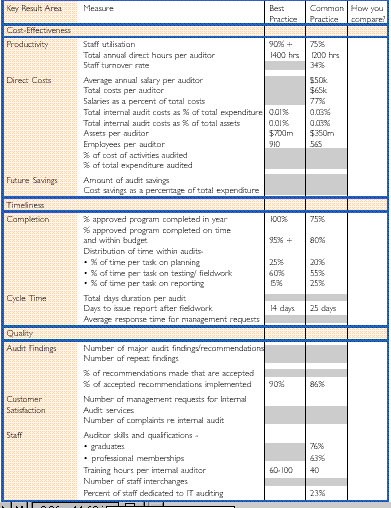 Key Result Area Measure Best Practice Common Practice How you compare?
Cost-Effectiveness
Productivity Staff utilisation 90% + 75%
Total annual direct hours per auditor 1400 hrs 1200 hrs
Staff turnover rate 34%
Direct Costs Average annual salary per auditor $50k
Total costs per auditor $65k
Salaries as a percent of total costs 77%
Total internal audit costs as % of total expenditure 0.01% 0.03%
Total internal audit costs as % of total assets 0.01% 0.03%
Assets per auditor $700m $350m
Employees per auditor 910 565
% of cost of activities audited
% of total expenditure audited
Future Savings Amount of audit savings
Cost savings as a percentage of total expenditure
Timeliness
Completion % approved program completed in year 100% 75%
% approved program completed on time
and within budget 95% + 80%
Distribution of time within audits-
• % of time per task on planning 25% 20%
• % of time per task on testing/ fieldwork 60% 55%
• % of time per task on reporting 15% 25%
Cycle Time Total days duration per audit
Days to issue report after fieldwork 14 days 25 days
Average response time for management requests
Quality
Audit Findings Number of major audit findings/recommendations
Number of repeat findings
% of recommendations made that are accepted
% of accepted recommendations implemented 90% 86%
Customer Number of management requests for Internal
Satisfaction Audit services
Number of complaints re internal audit
Staff Auditor skills and qualifications -
• graduates 76%
• professional memberships 63%
Training hours per internal auditor 60-100 40
Number of staff interchanges
Percent of staff dedicated to IT auditing 23%